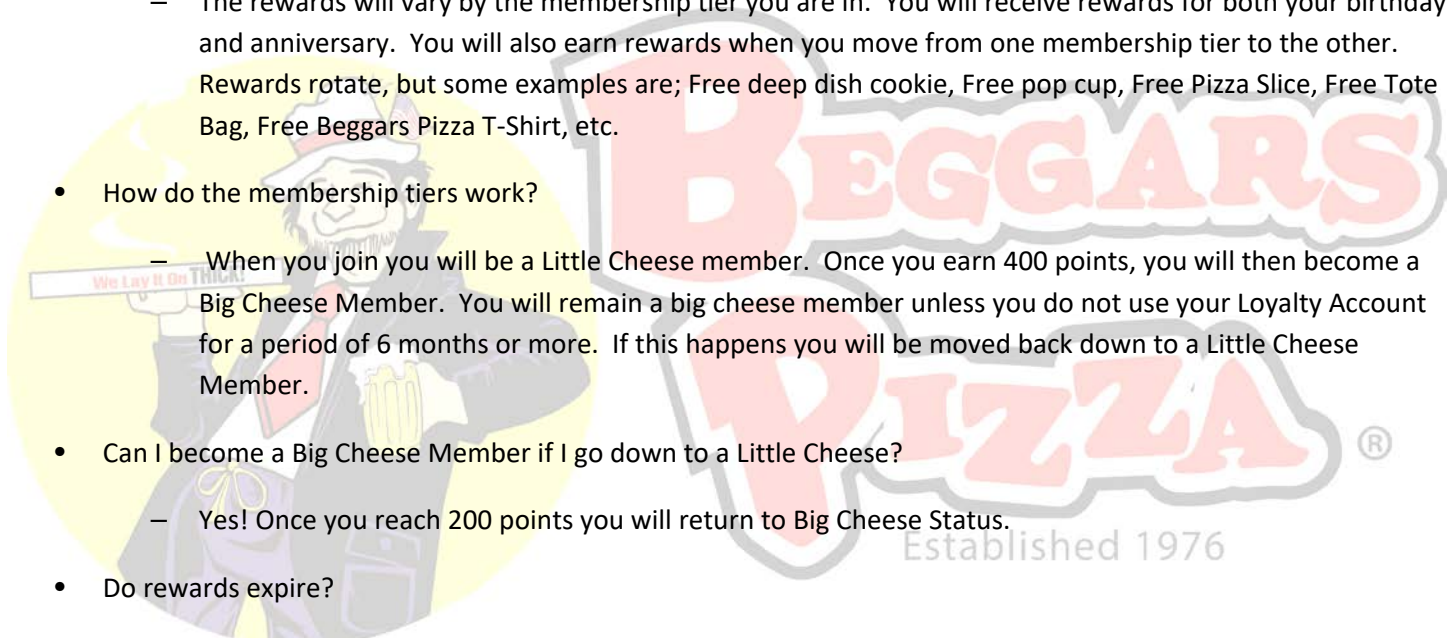 – The rewards will vary by the membership tier you are in. You will receive rewards for both your birthday
and anniversary. You will also earn rewards when you move from one membership tier to the other.
Rewards rotate, but some examples are; Free deep dish cookie, Free pop cup, Free Pizza Slice, Free Tote
Bag, Free Beggars Pizza T-Shirt, etc.
• How do the membership tiers work?
– When you join you will be a Little Cheese member. Once you earn 400 points, you will then become a
Big Cheese Member. You will remain a big cheese member unless you do not use your Loyalty Account
for a period of 6 months or more. If this happens you will be moved back down to a Little Cheese
Member.
• Can I become a Big Cheese Member if I go down to a Little Cheese?
– Yes! Once you reach 200 points you will return to Big Cheese Status.
• Do rewards expire?
We Lay It On THICK!
BEGGARS
PIZZA
®
Established 1976